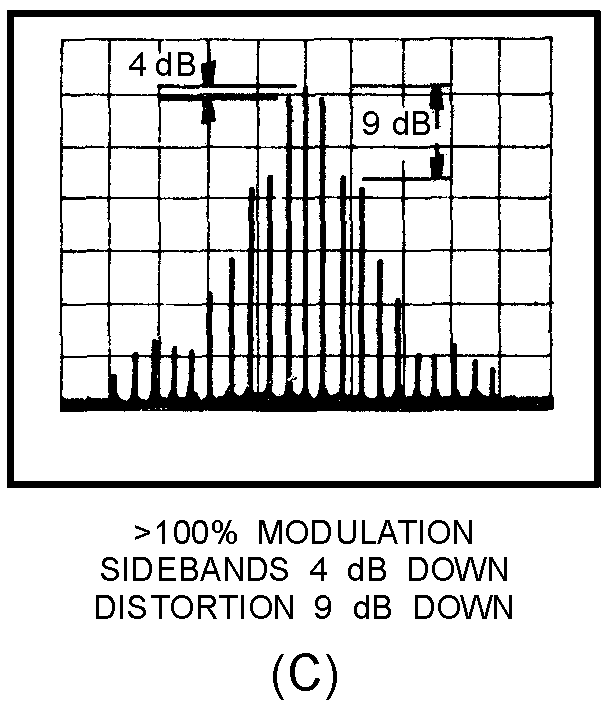 4 dB
9 dB
>100% MODULATION
SIDEBANDS 4 dB DOWN
DISTORTION 9 dB DOWN
(C)